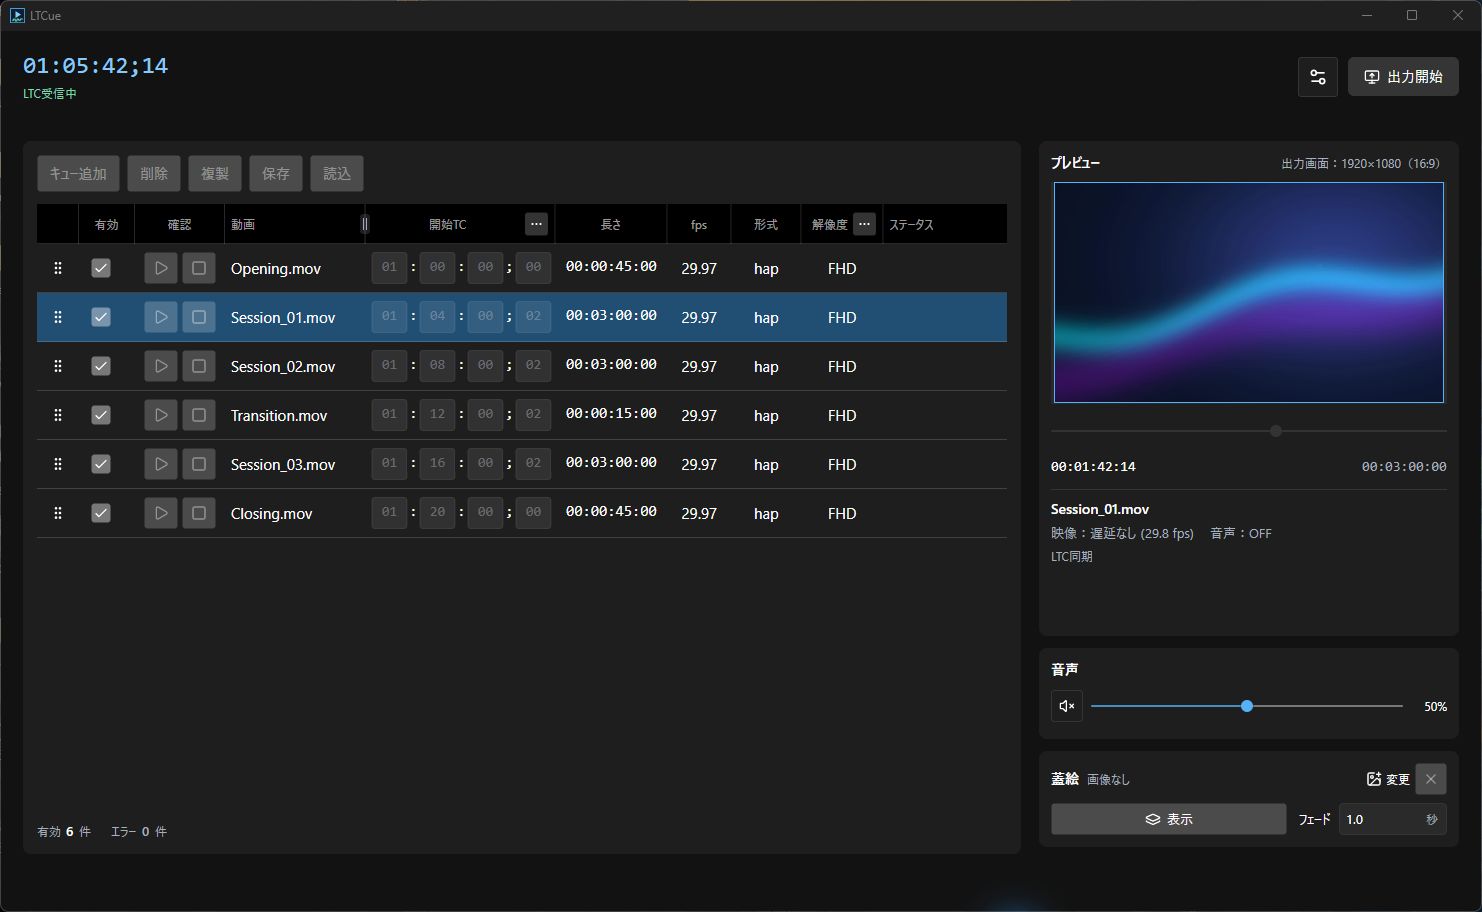 LTCue
01:05:42;14
LTC受信中
出力開始
キュー追加 削除 複製 保存 読込
有効 確認 動画 開始TC ... 長さ fps 形式 解像度 ... ステータス
Opening.mov 01 : 00 : 00 ; 00 00:00:45:00 29.97 hap FHD
Session_01.mov 01 : 04 : 00 ; 02 00:03:00:00 29.97 hap FHD
Session_02.mov 01 : 08 : 00 ; 02 00:03:00:00 29.97 hap FHD
Transition.mov 01 : 12 : 00 ; 02 00:00:15:00 29.97 hap FHD
Session_03.mov 01 : 16 : 00 ; 02 00:03:00:00 29.97 hap FHD
Closing.mov 01 : 20 : 00 ; 00 00:00:45:00 29.97 hap FHD
有効 6 件 エラー 0 件
プレビュー 出力画面：1920×1080（16:9）
00:01:42:14 00:03:00:00
Session_01.mov
映像：遅延なし (29.8 fps) 音声：OFF
LTC同期
音声
50%
蓋絵 画像なし 変更
表示 フェード 1.0 秒